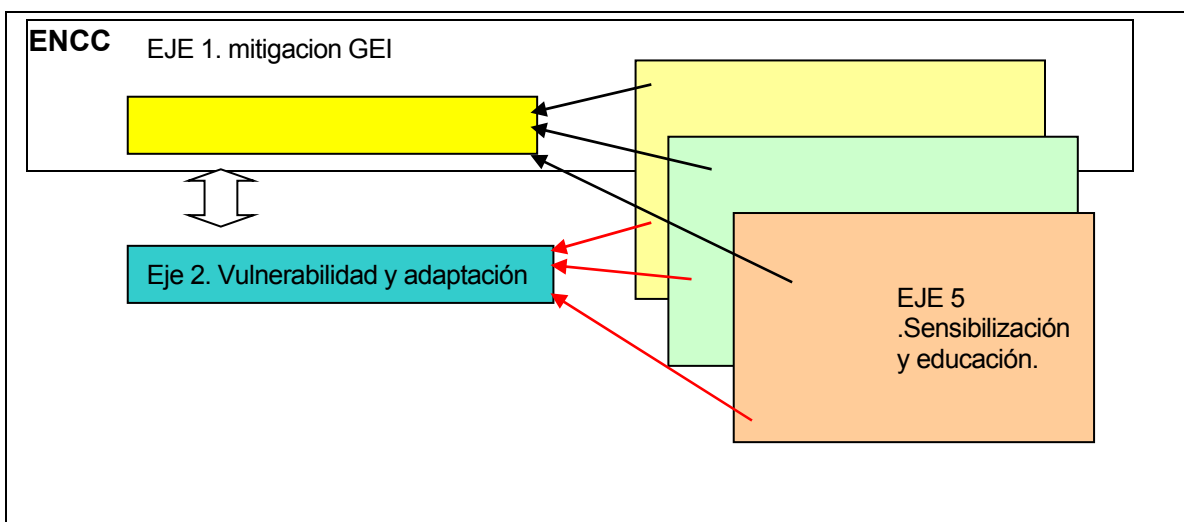 ENCC
EJE 1. mitigacion GEI
Eje 2. Vulnerabilidad y adaptación
EJE 5
.Sensibilización
y educación.